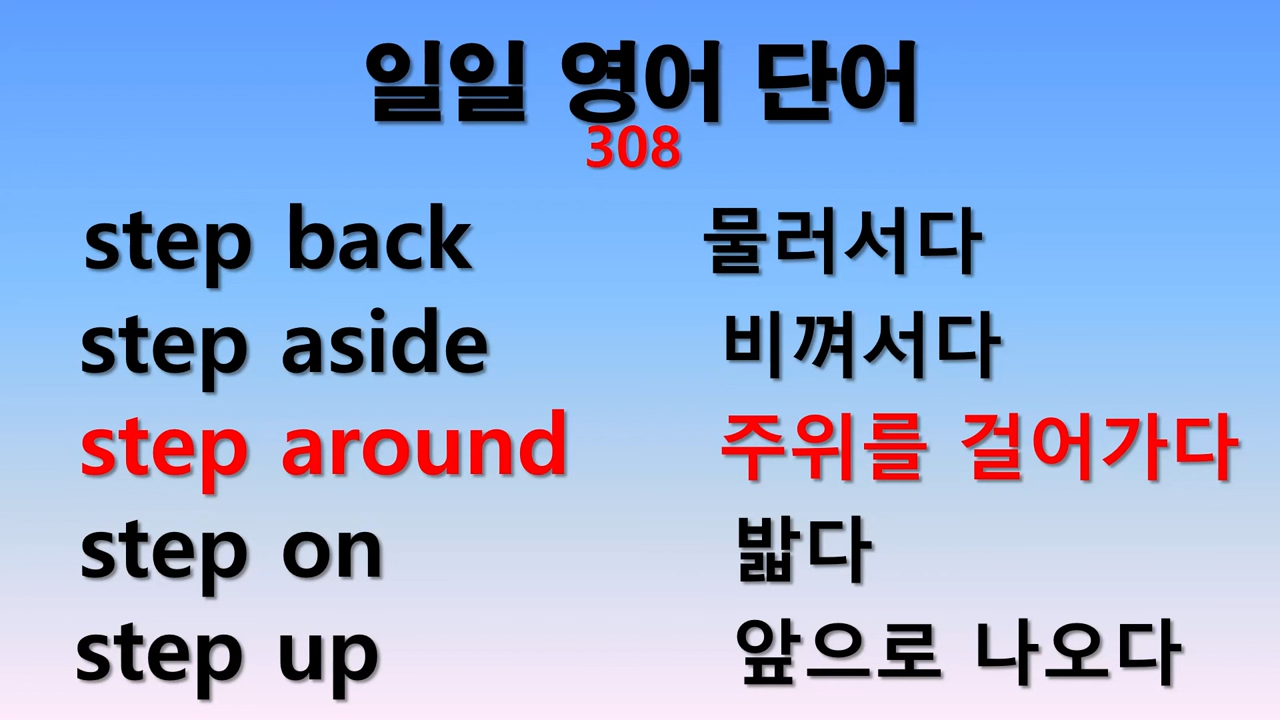 일일 영어 단어
308
step back 물러서다
step aside 비껴서다
step around 주위를 걸어가다
step on 밟다
step up 앞으로 나오다